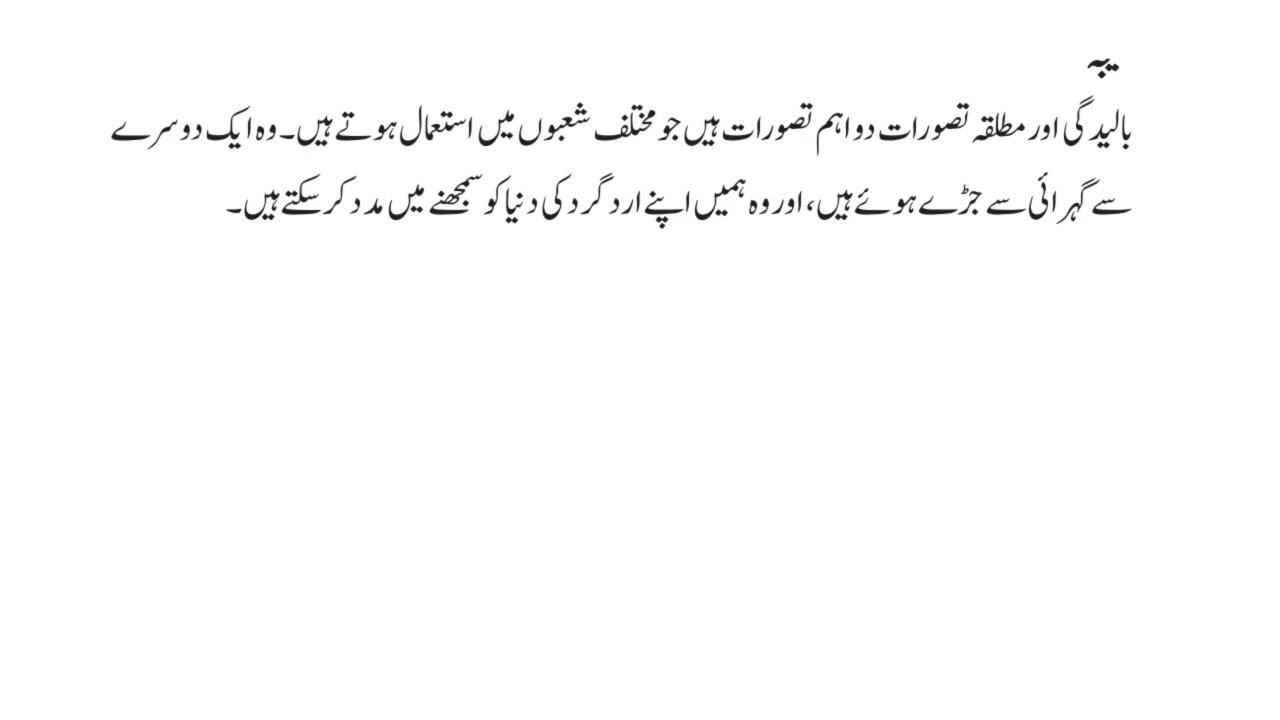 بالیدگی اور مطلقہ تصورات دو اہم تصورات ہیں جو مختلف شعبوں میں استعمال ہوتے ہیں۔ وہ ایک دوسرے
سے گہرائی سے جڑے ہوئے ہیں، اور وہ ہمیں اپنے ارد گرد کی دنیا کو سمجھنے میں مدد کر سکتے ہیں۔